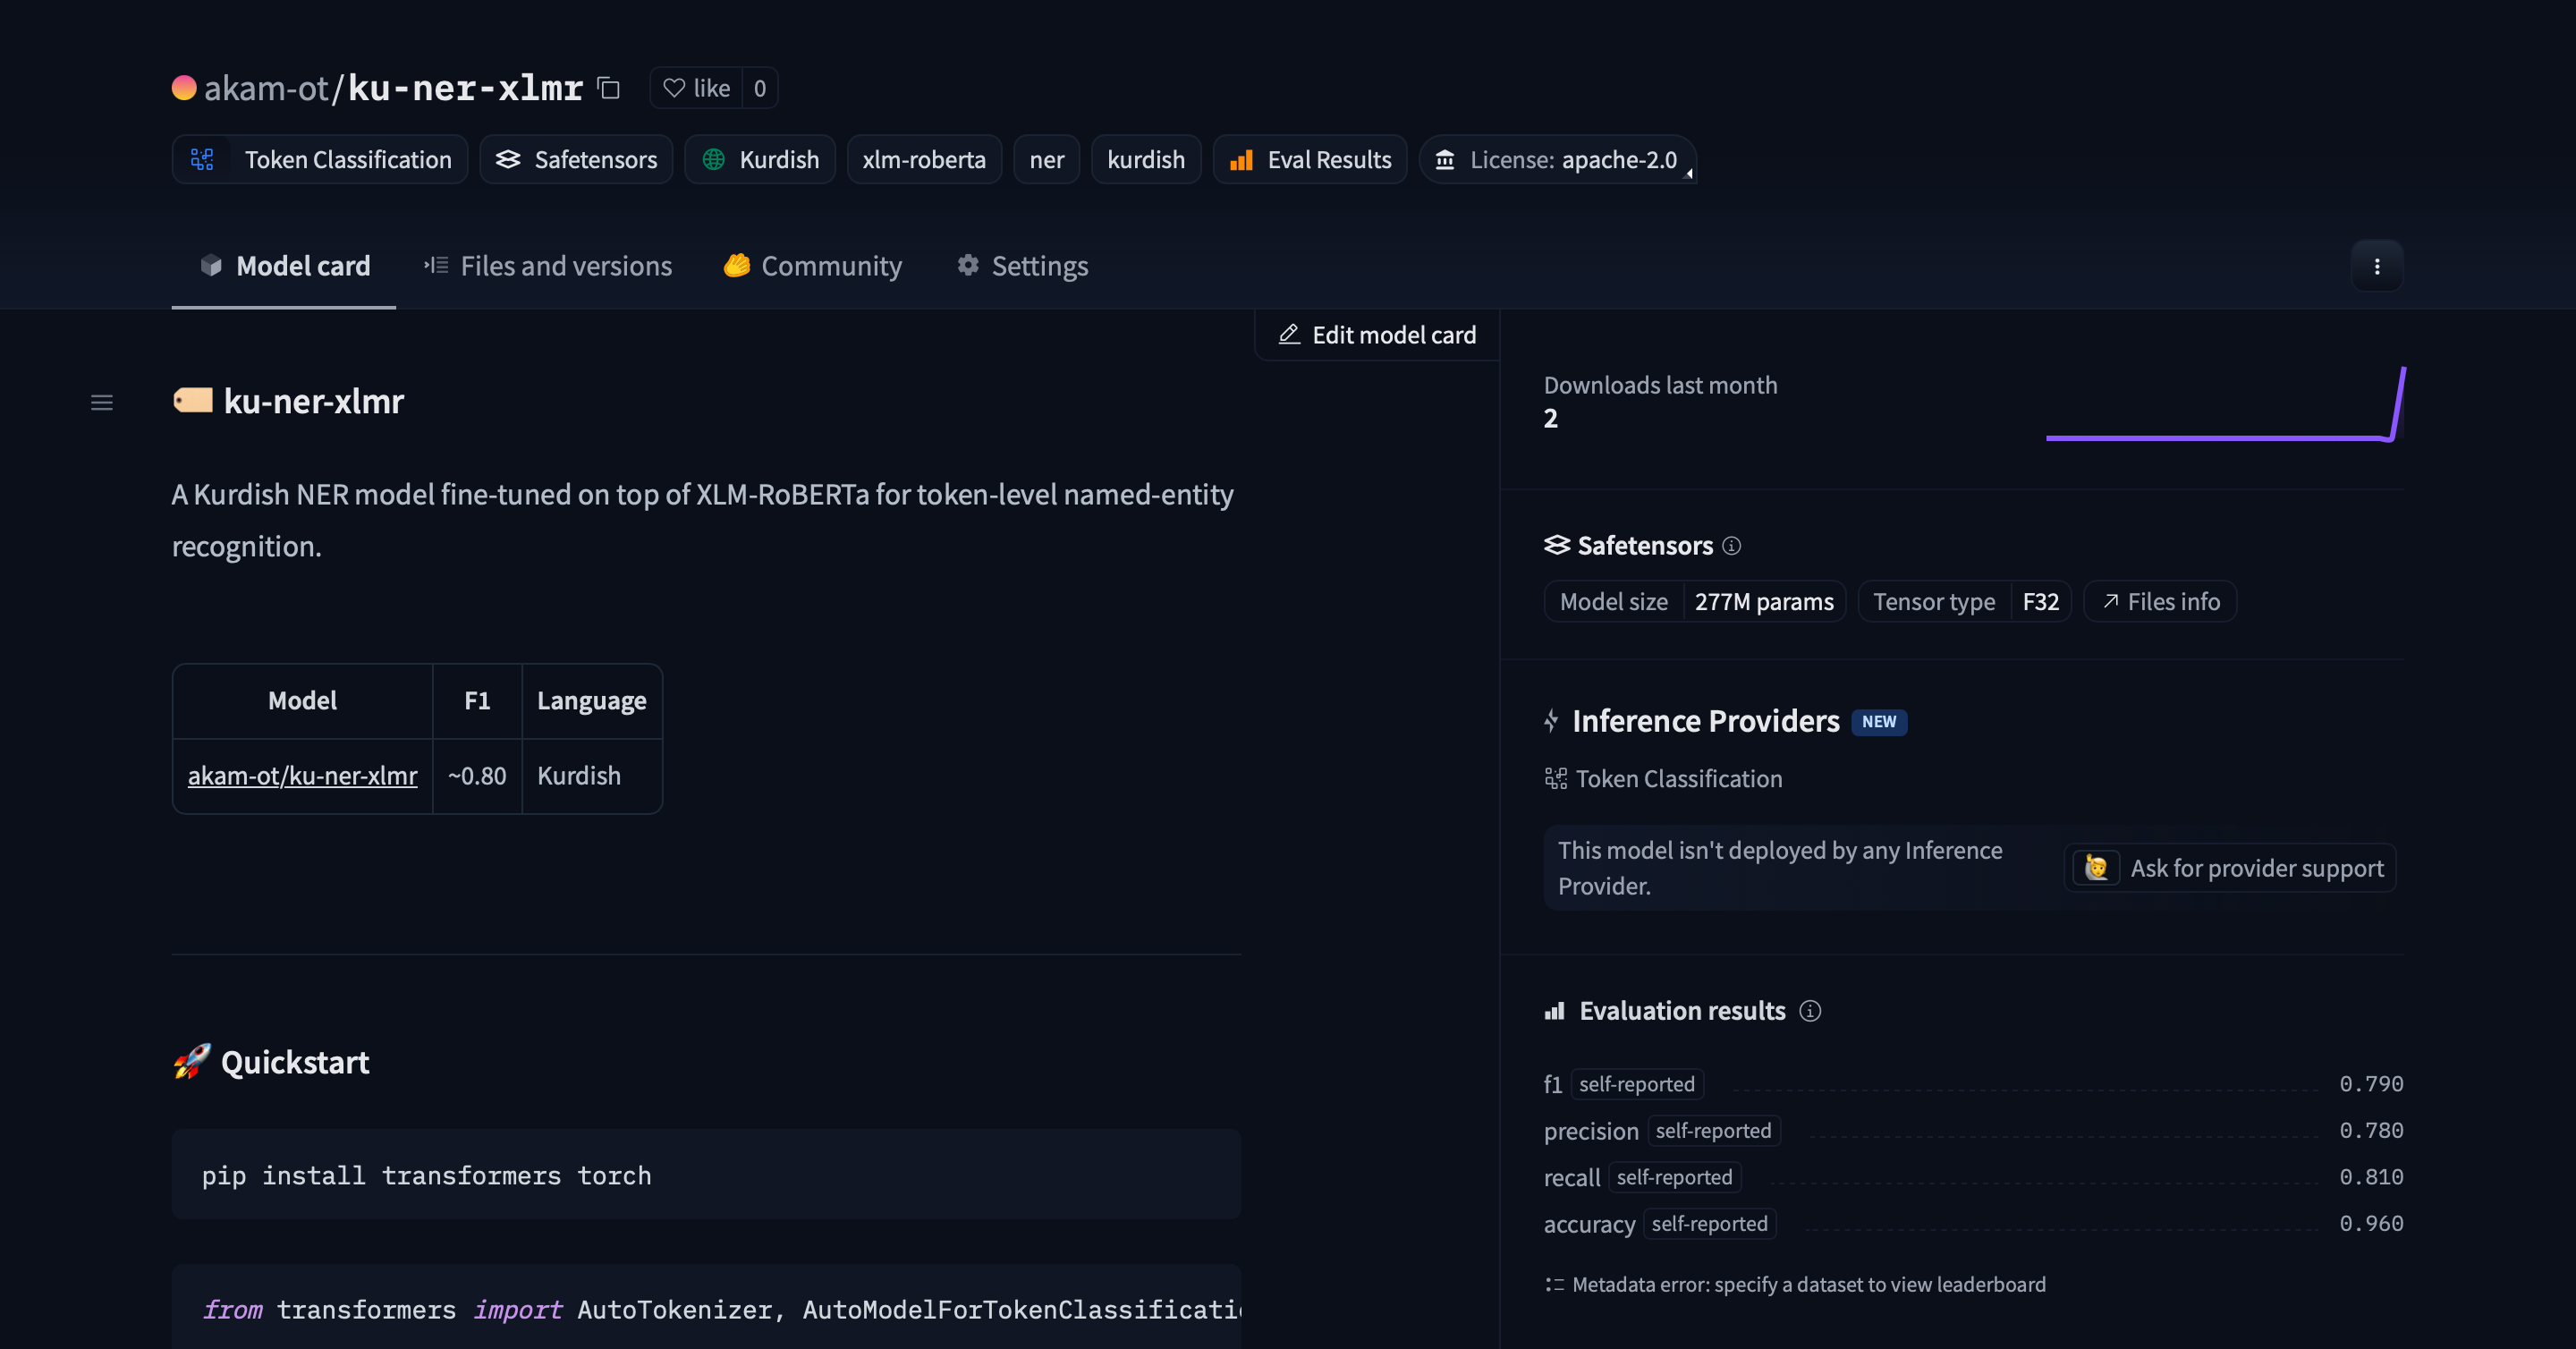 akam-ot/ku-ner-xlmr like 0
Token Classification Safetensors Kurdish xlm-roberta ner kurdish Eval Results License: apache-2.0
Model card Files and versions Community Settings
Edit model card
ku-ner-xlmr
A Kurdish NER model fine-tuned on top of XLM-RoBERTa for token-level named-entity
recognition.
Model F1 Language
akam-ot/ku-ner-xlmr ~0.80 Kurdish
🚀 Quickstart
pip install transformers torch
from transformers import AutoTokenizer, AutoModelForTokenClassificatio
Downloads last month
2
Safetensors
Model size 277M params Tensor type F32 Files info
Inference Providers NEW
Token Classification
This model isn't deployed by any Inference
Provider.
Ask for provider support
Evaluation results
f1 self-reported 0.790
precision self-reported 0.780
recall self-reported 0.810
accuracy self-reported 0.960
Metadata error: specify a dataset to view leaderboard